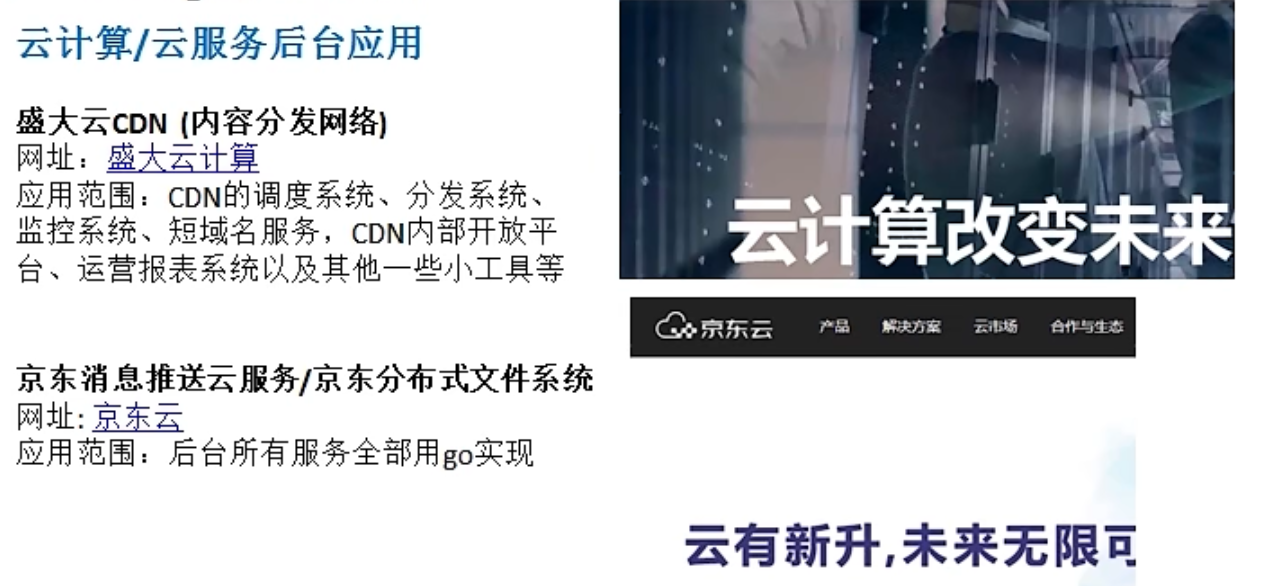 云计算/云服务后台应用
盛大云CDN (内容分发网络)
网址：盛大云计算
应用范围：CDN的调度系统、分发系统、
监控系统、短域名服务，CDN内部开放平
台、运营报表系统以及其他一些小工具等
京东消息推送云服务/京东分布式文件系统
网址: 京东云
应用范围：后台所有服务全部用go实现
云计算改变未来
京东云 产品 解决方案 云市场 合作与生态
云有新升,未来无限可